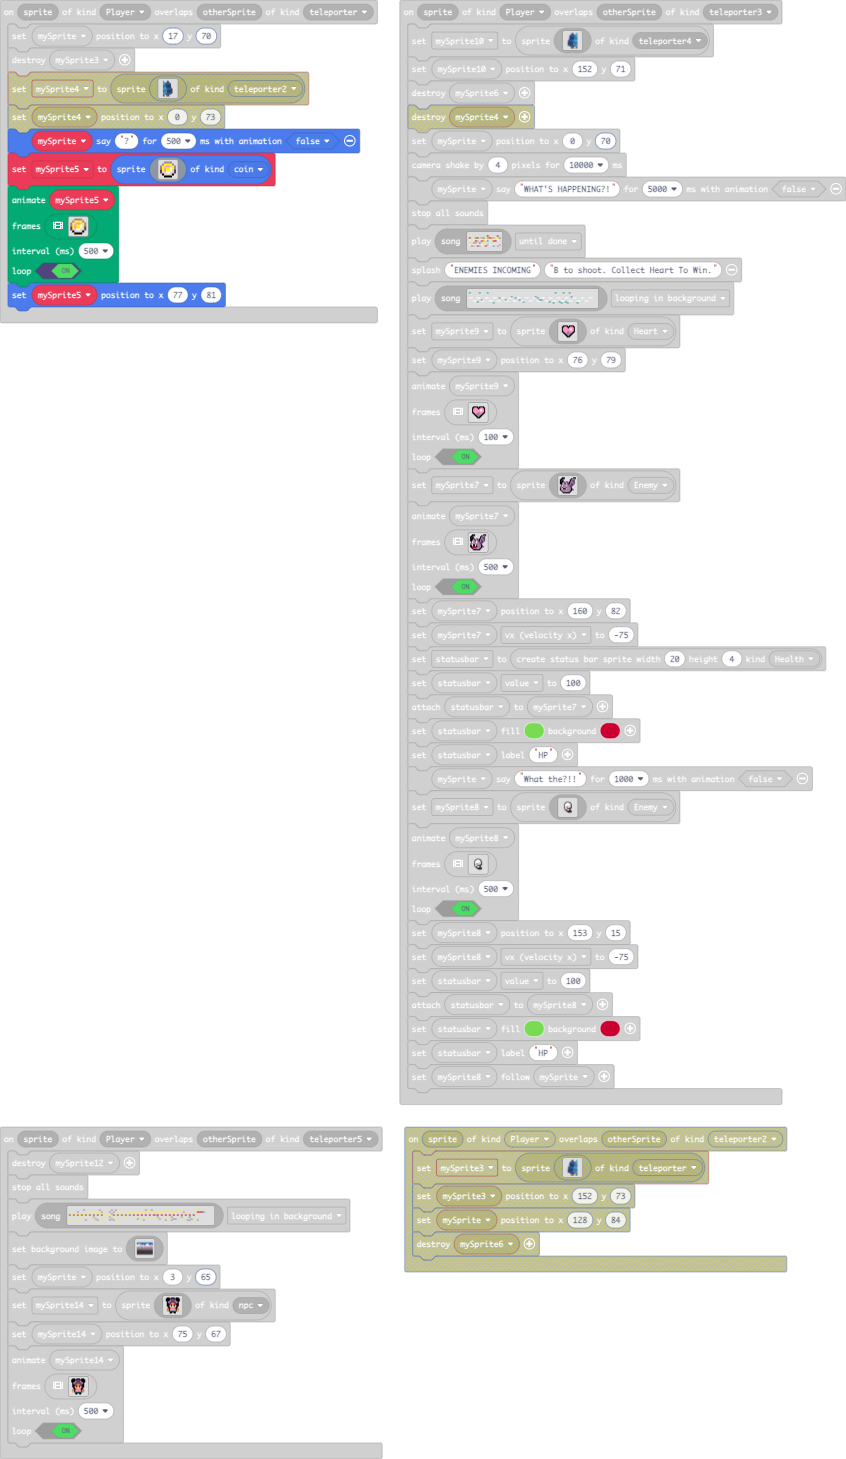 on sprite of kind Player overlaps otherSprite of kind teleporter
set mySprite position to x 17 y 70
destroy mySprite3
set mySprite4 to sprite of kind teleporter2
set mySprite4 position to x 0 y 73
mySprite say "?" for 500 ms with animation false
set mySprite5 to sprite of kind coin
animate mySprite5
frames
interval (ms) 500
loop ON
set mySprite5 position to x 77 y 81
on sprite of kind Player overlaps otherSprite of kind teleporter3
set mySprite10 to sprite of kind teleporter4
set mySprite10 position to x 152 y 71
destroy mySprite6
destroy mySprite4
set mySprite position to x 0 y 70
camera shake by 4 pixels for 10000 ms
mySprite say "WHAT'S HAPPENING?!" for 5000 ms with animation false
stop all sounds
play song until done
splash "ENEMIES INCOMING" "B to shoot. Collect Heart To Win."
play song looping in background
set mySprite9 to sprite of kind Heart
set mySprite9 position to x 76 y 79
animate mySprite9
frames
interval (ms) 100
loop ON
set mySprite7 to sprite of kind Enemy
animate mySprite7
frames
interval (ms) 500
loop ON
set mySprite7 position to x 160 y 82
set mySprite7 vx (velocity x) to -75
set statusbar to create status bar sprite width 20 height 4 kind Health
set statusbar value to 100
attach statusbar to mySprite7
set statusbar fill background
set statusbar label "HP"
mySprite say "What the?!!" for 1000 ms with animation false
set mySprite8 to sprite of kind Enemy
animate mySprite8
frames
interval (ms) 500
loop ON
set mySprite8 position to x 153 y 15
set mySprite8 vx (velocity x) to -75
set statusbar value to 100
attach statusbar to mySprite8
set statusbar fill background
set statusbar label "HP"
set mySprite8 follow mySprite
on sprite of kind Player overlaps otherSprite of kind teleporter5
destroy mySprite12
stop all sounds
play song looping in background
set background image to
set mySprite position to x 3 y 65
set mySprite14 to sprite of kind npc
set mySprite14 position to x 75 y 67
animate mySprite14
frames
interval (ms) 500
loop ON
on sprite of kind Player overlaps otherSprite of kind teleporter2
set mySprite3 to sprite of kind teleporter
set mySprite3 position to x 152 y 73
set mySprite position to x 128 y 84
destroy mySprite6